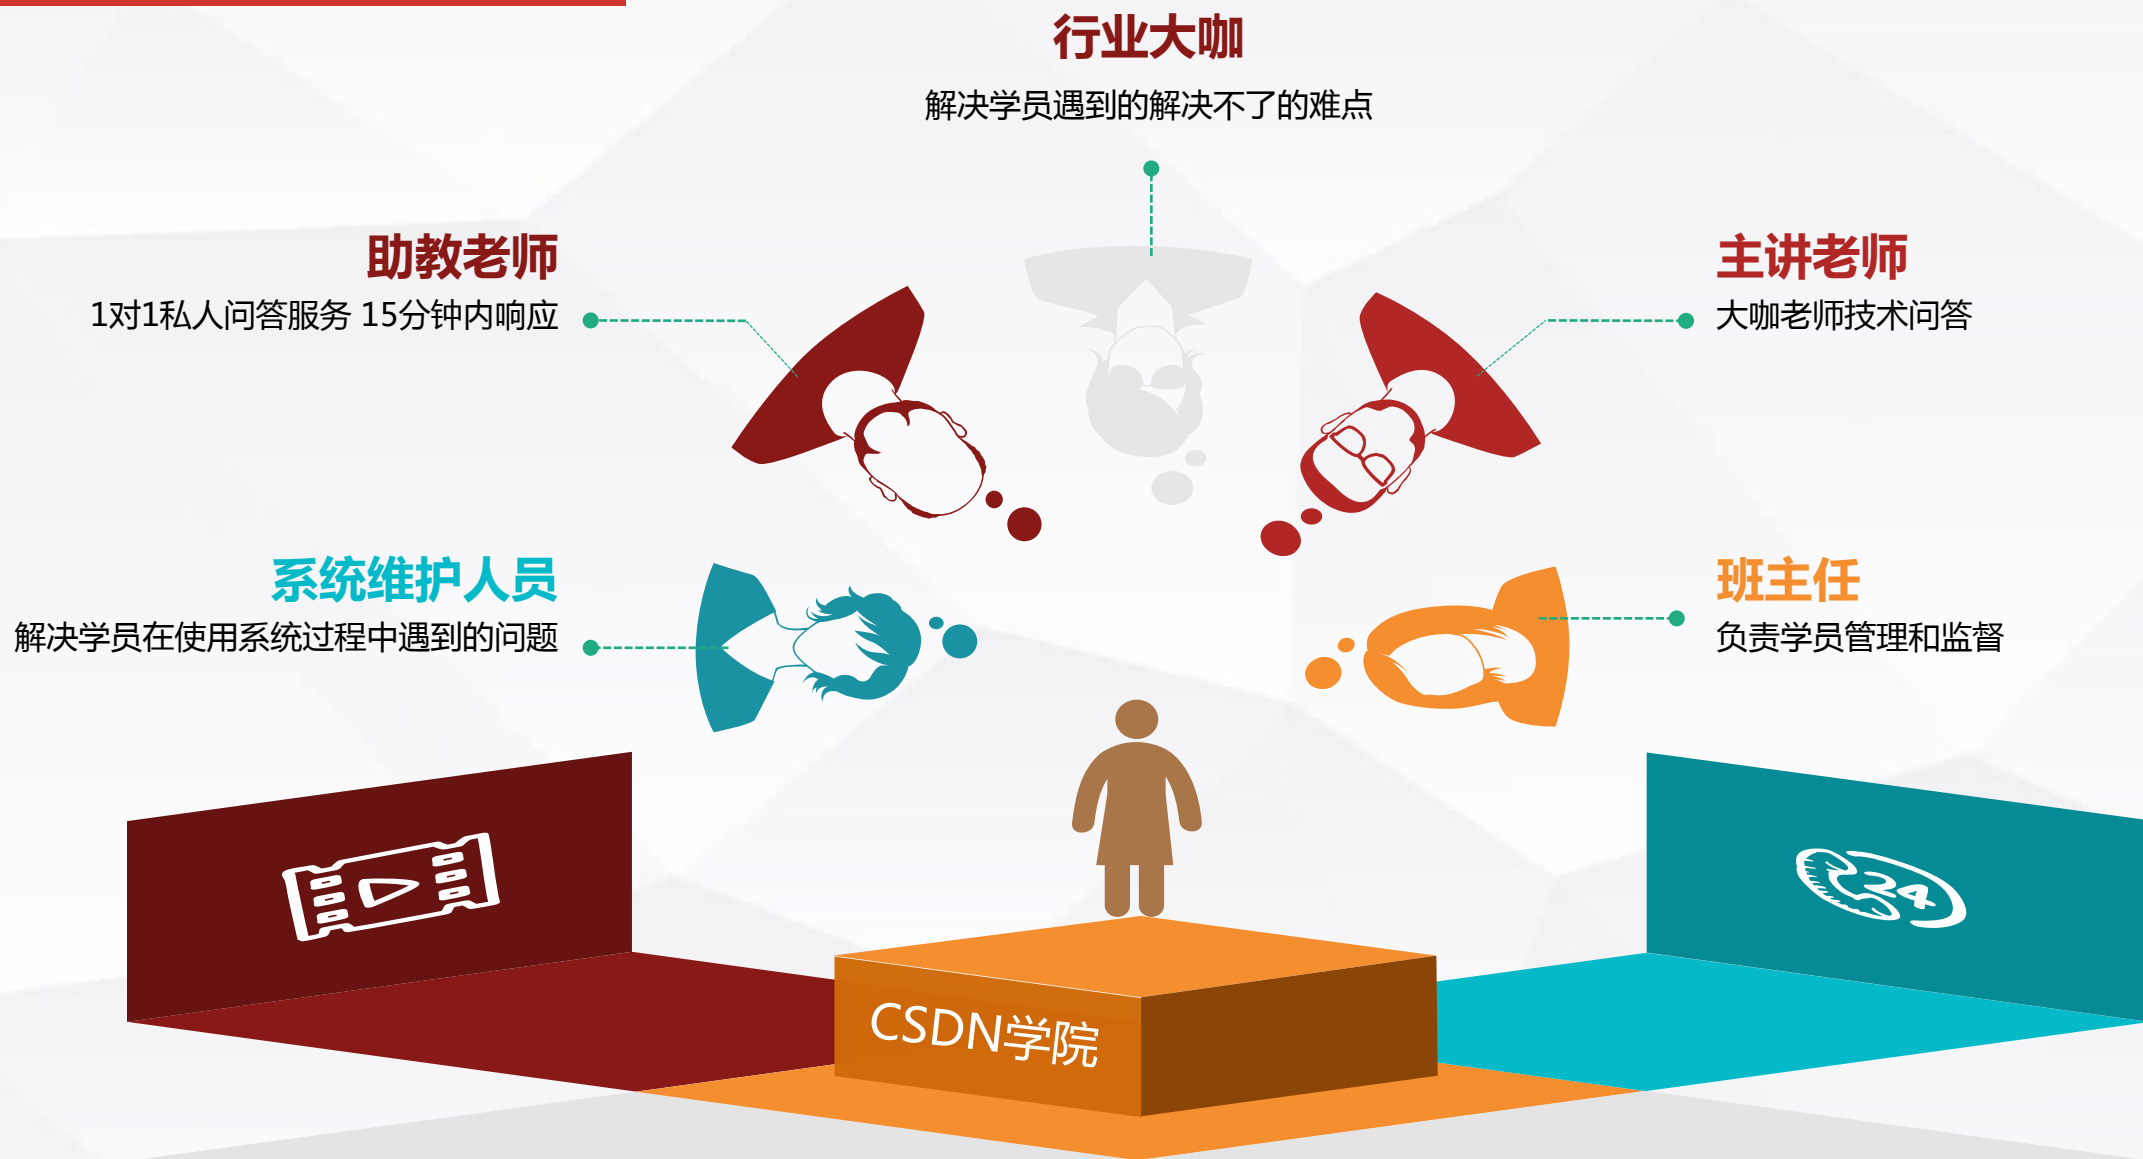 行业大咖
解决学员遇到的解决不了的难点
助教老师
1对1私人问答服务 15分钟内响应
主讲老师
大咖老师技术问答
系统维护人员
解决学员在使用系统过程中遇到的问题
班主任
负责学员管理和监督
24
CSDN学院